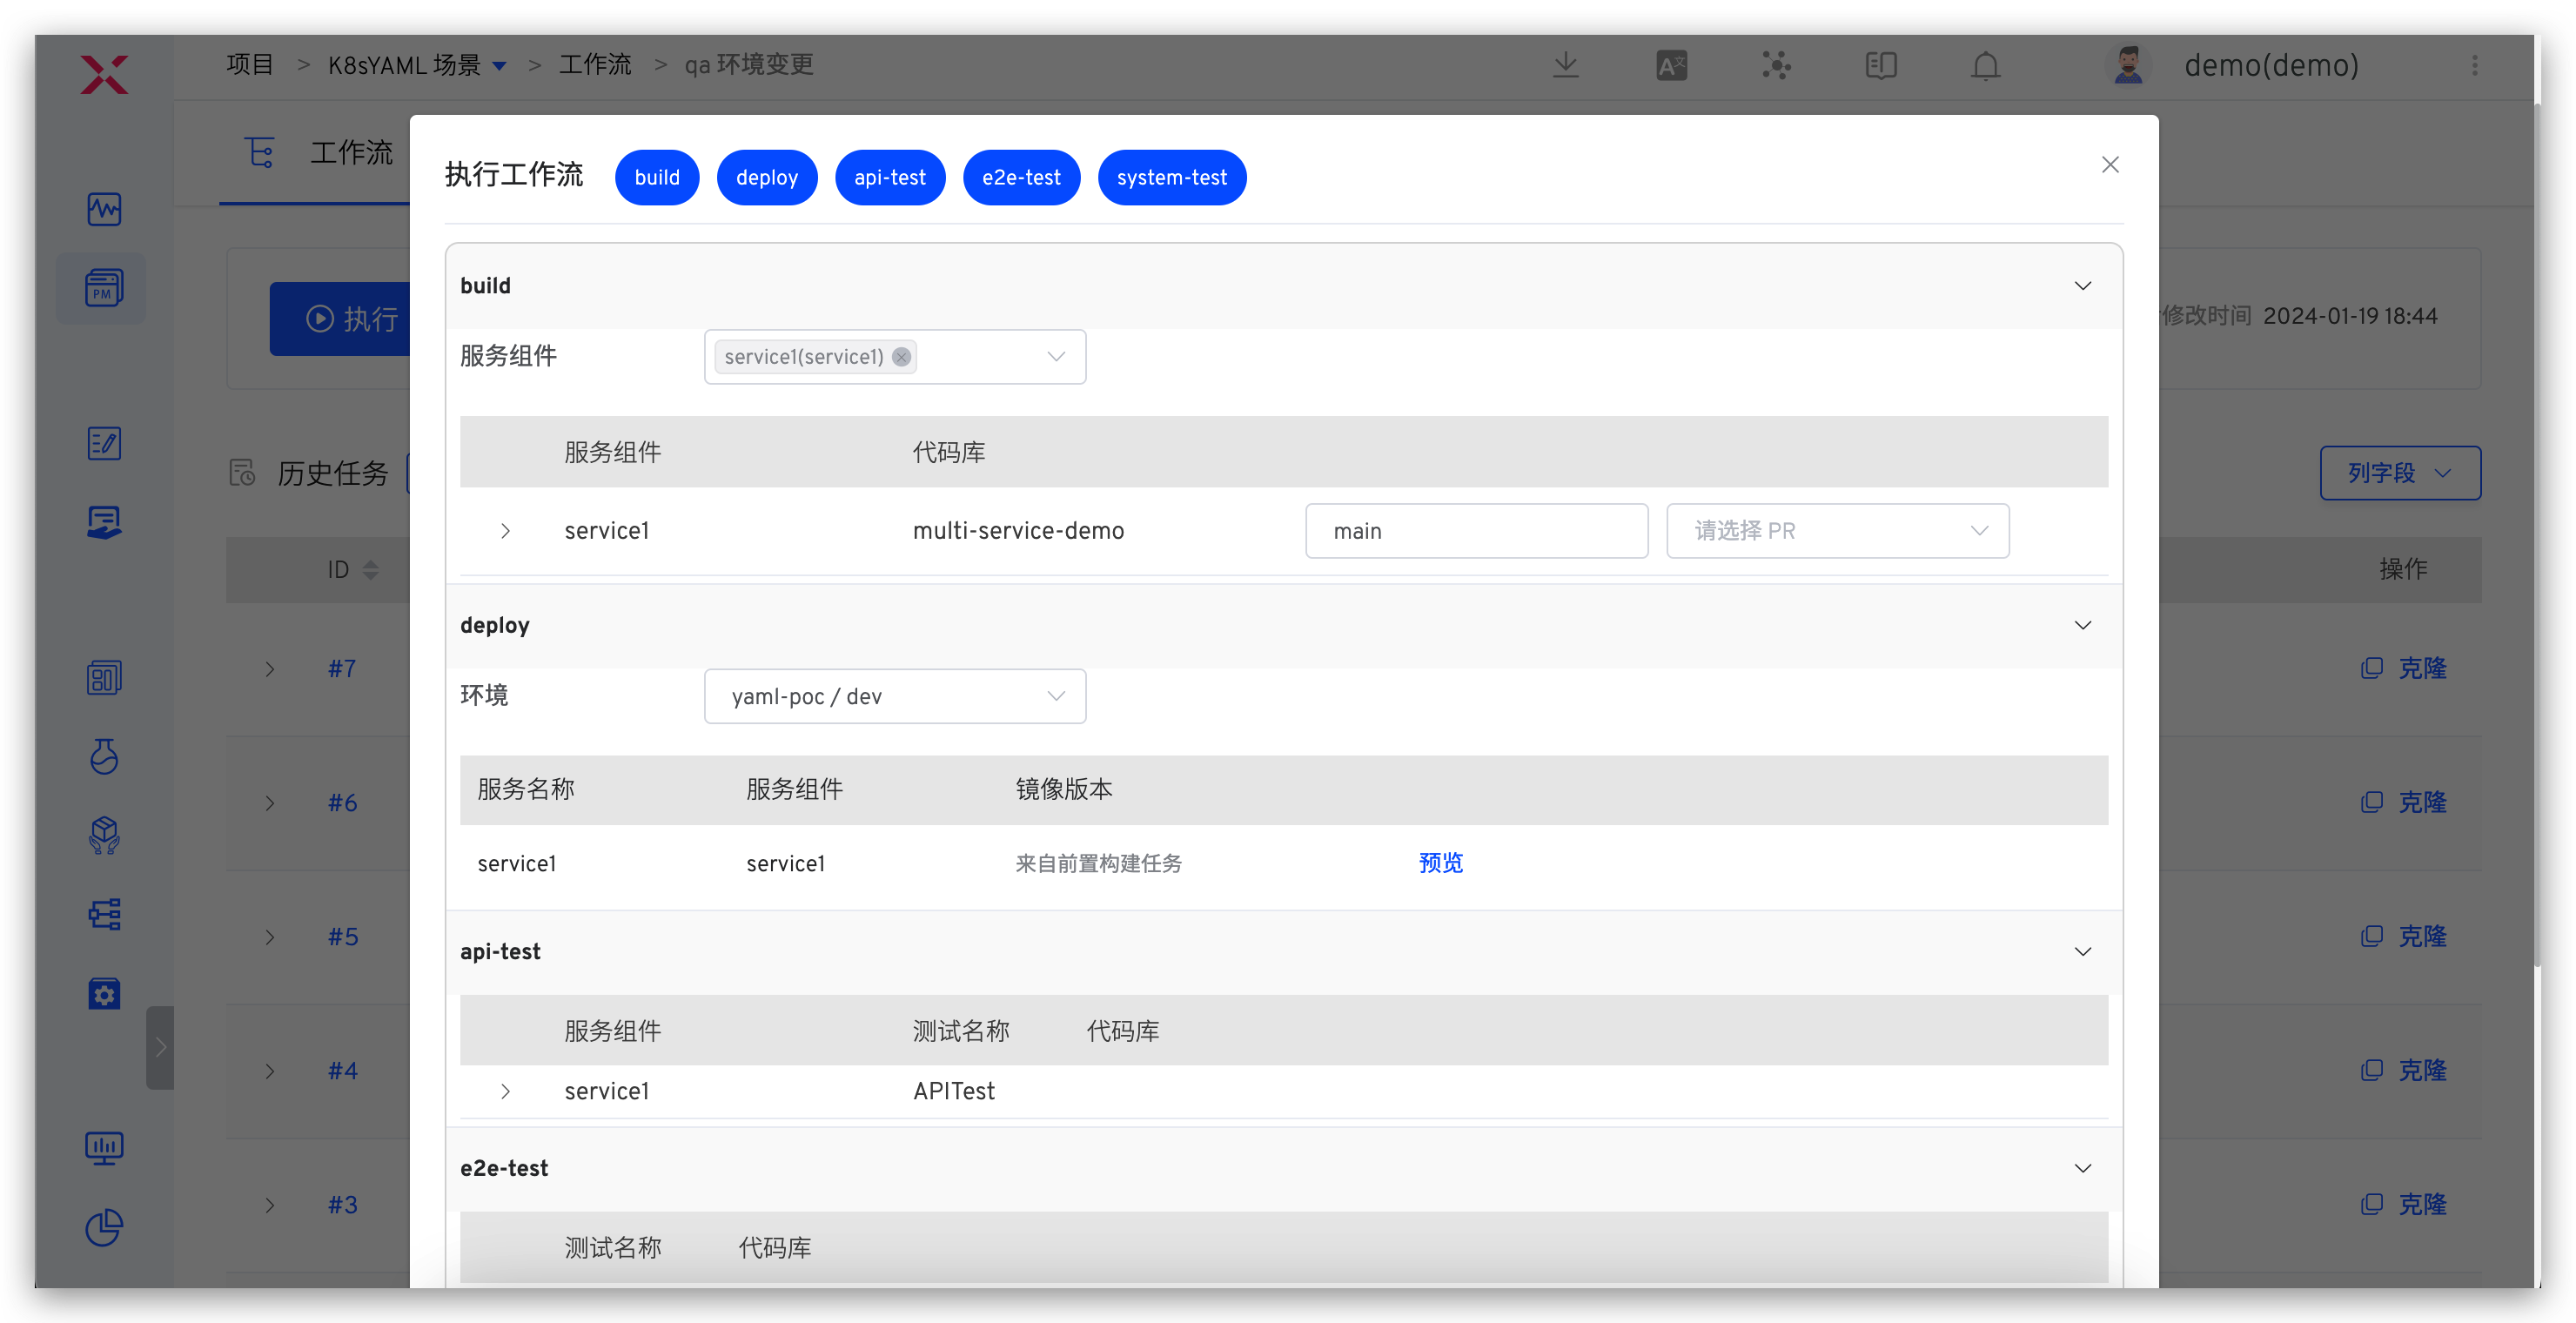 项目 > K8sYAML 场景 > 工作流 > qa 环境变更
demo(demo)
工作流
执行工作流 build deploy api-test e2e-test system-test
PM
执行
修改时间 2024-01-19 18:44
build
服务组件 service1(service1)
服务组件 代码库
service1 multi-service-demo main 请选择 PR
历史任务
列字段
ID
操作
deploy
环境 yaml-poc / dev
服务名称 服务组件 镜像版本
service1 service1 来自前置构建任务 预览
api-test
服务组件 测试名称 代码库
service1 APITest
e2e-test
测试名称 代码库
#7 克隆
#6 克隆
#5 克隆
#4 克隆
#3 克隆